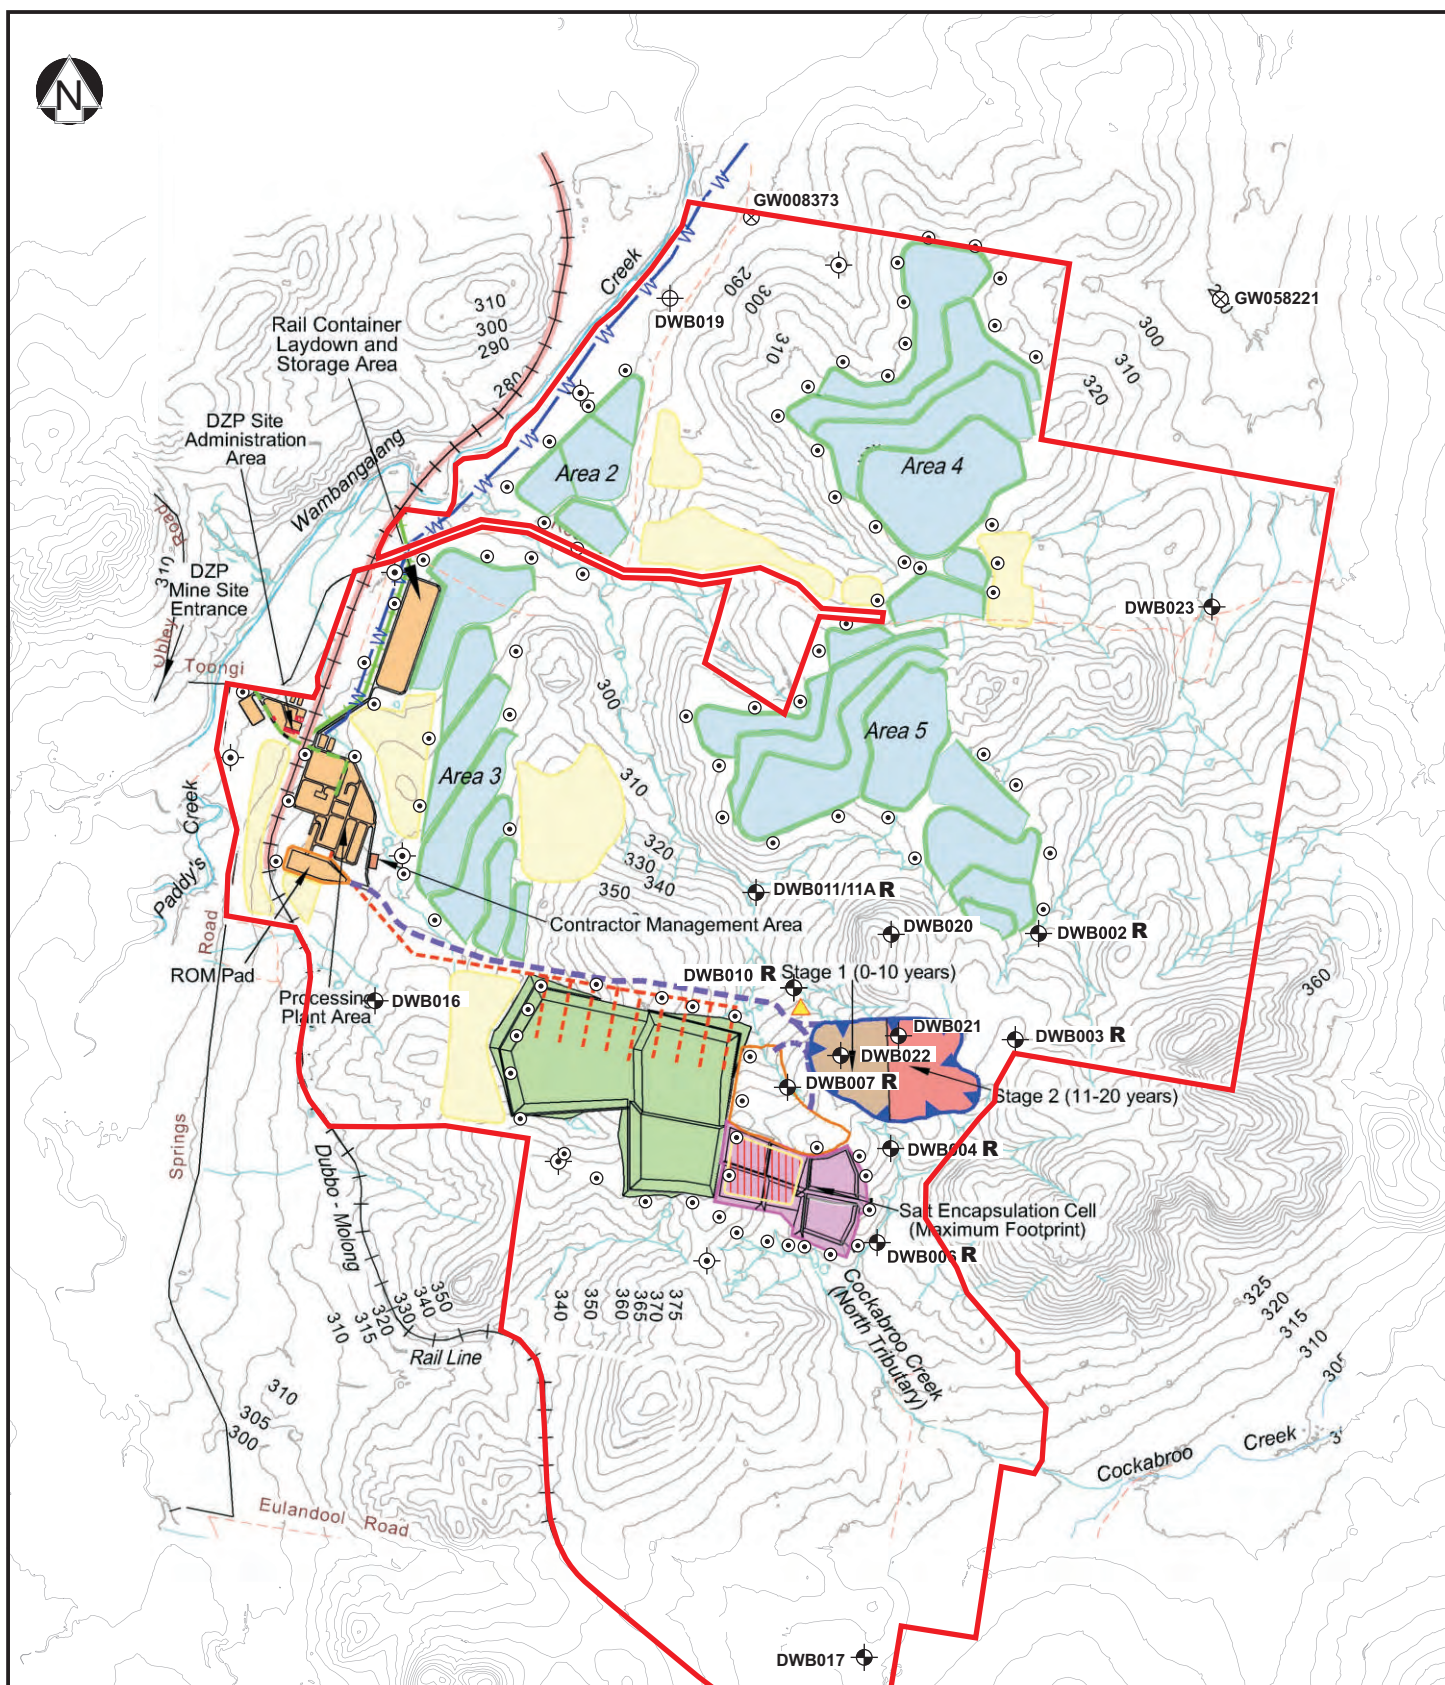 N
GW008373
Creek
GW058221
290
300
310
DWB019
310
300
290
280
Rail Container
Laydown and
Storage Area
300
310
320
DZP Site
Administration
Area
Wambangalang
Area 2
Area 4
W
W
W
W
W
W
W
W
W
Road
310
DZP
Mine Site
Entrance
Obley
Toongi
DWB023
300
Area 5
Area 3
310
320
330
340
350
Creek
Paddy's
DWB011/11A R
Contractor Management Area
DWB020
DWB002 R
Road
ROM Pad
DWB010 R
Stage 1 (0-10 years)
360
Processing
Plant Area
DWB016
DWB021
DWB022
DWB003 R
DWB007 R
Stage 2 (11-20 years)
Springs
Dubbo - Molong
DWB004 R
Salt Encapsulation Cell
(Maximum Footprint)
DWB006 R
Cockabroo Creek
(North Tributary)
350
340
330
320
315
310
340
350
360
365
370
375
325
320
315
310
305
Rail Line
310
305
300
Cockabroo Creek
Eulandool Road
DWB017